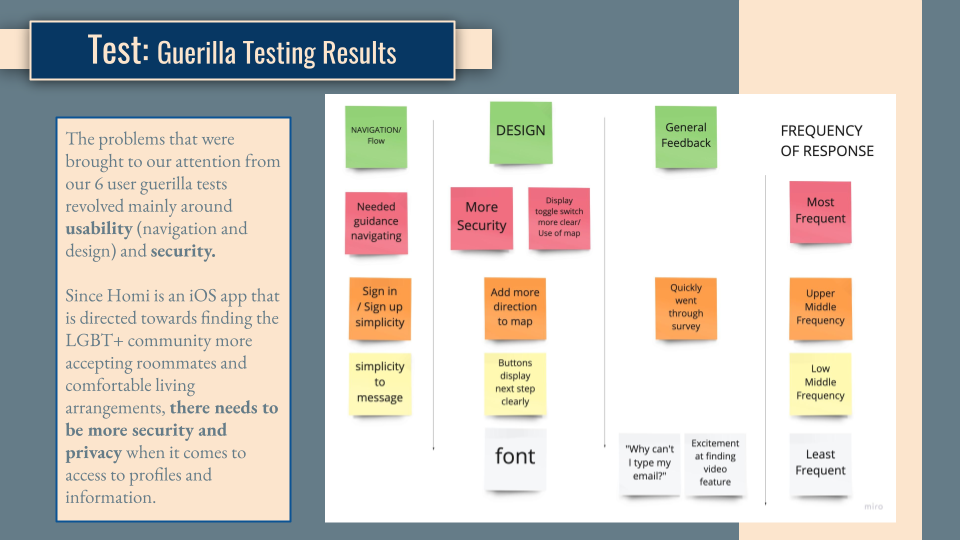 Test: Guerilla Testing Results
The problems that were
brought to our attention from
our 6 user guerilla tests
revolved mainly around
usability (navigation and
design) and security.
Since Homi is an iOS app that
is directed towards finding the
LGBT+ community more
accepting roommates and
comfortable living
arrangements, there needs to
be more security and
privacy when it comes to
access to profiles and
information.
NAVIGATION/
Flow
DESIGN
General
Feedback
FREQUENCY
OF RESPONSE
Needed
guidance
navigating
More
Security
Display
toggle switch
more clear/
Use of map
Most
Frequent
Sign in
/ Sign up
simplicity
Add more
direction
to map
Quickly
went
through
survey
Upper
Middle
Frequency
simplicity
to
message
Buttons
display
next step
clearly
Low
Middle
Frequency
font
"Why can't
I type my
email?"
Excitement
at finding
video
feature
Least
Frequent
miro